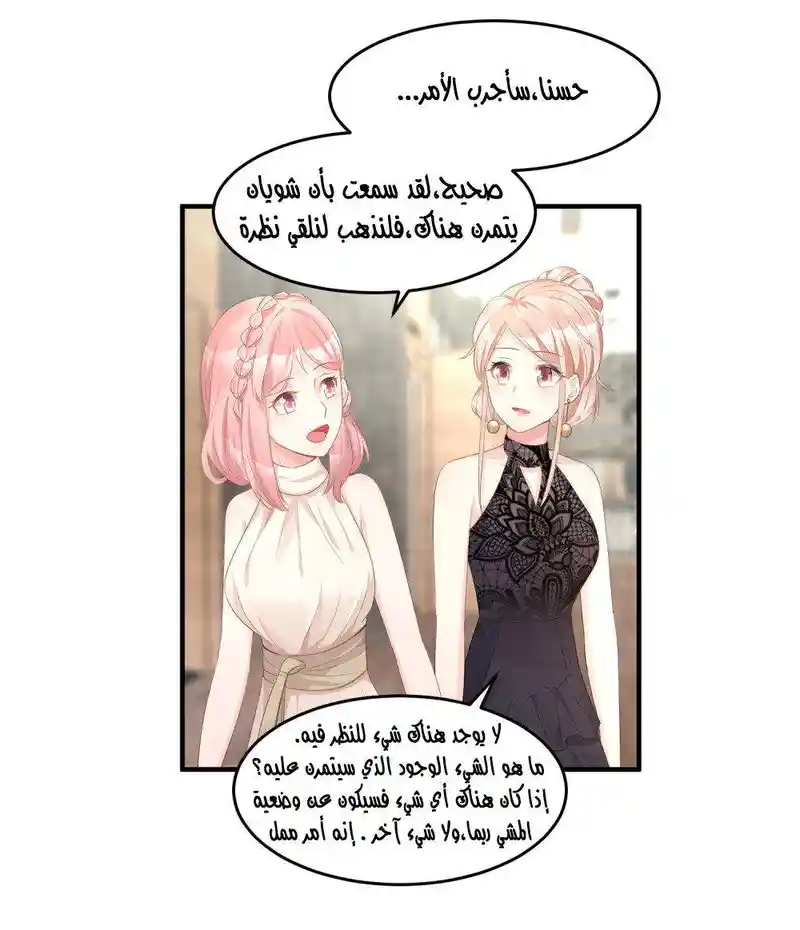 حسنا،سأجرب الأمر...
صحيح،لقد سمعت بأن شويان
يتمرن هناك،فلنذهب لنلقي نظرة
لا يوجد هناك شيء للنظر فيه.
ما هو الشيء الوجود الذي سيتمرن عليه؟
إذا كان هناك أي شيء فسيكون عن وضعية
المشي ربما،ولا شيء آخر . إنه أمر ممل